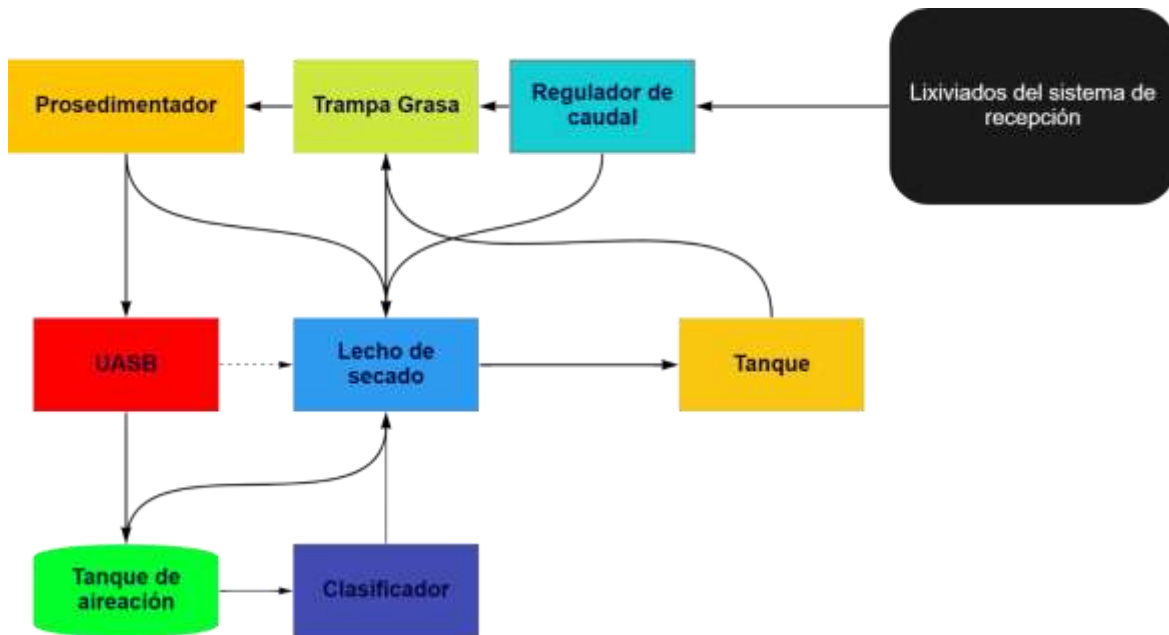 Prosedimentador
Trampa Grasa
Regulador de
caudal
Lixiviados del sistema de
recepción
UASB
Lecho de
secado
Tanque
Tanque de
aireación
Clasificador